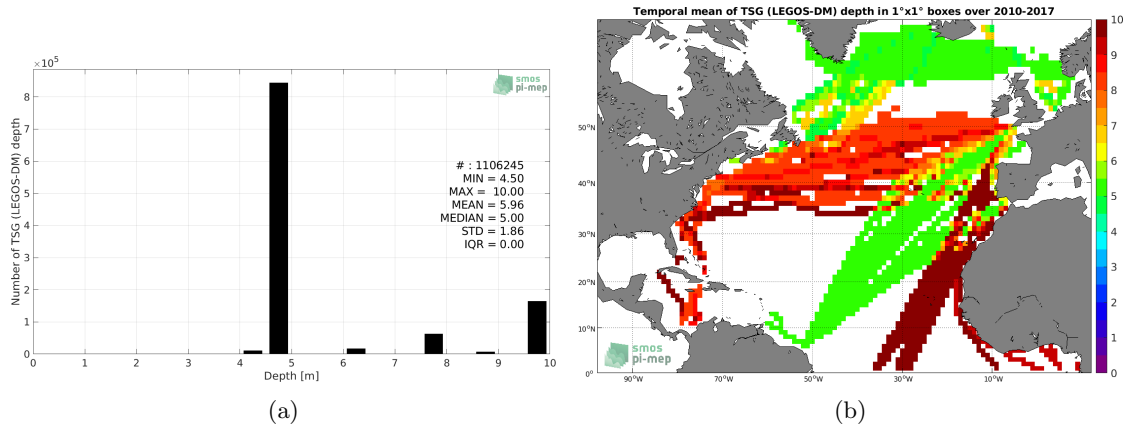 ×10⁵
8
7
6
5
4
3
2
1
0
Number of TSG (LEGOS-DM) depth
smos
pi-mep
# : 1106245
MIN = 4.50
MAX = 10.00
MEAN = 5.96
MEDIAN = 5.00
STD = 1.86
IQR = 0.00
0 1 2 3 4 5 6 7 8 9 10
Depth [m]
(a)
Temporal mean of TSG (LEGOS-DM) depth in 1°x1° boxes over 2010-2017
50°N
40°N
30°N
20°N
10°N
0°
90°W 70°W 50°W 30°W 10°W
smos
pi-mep
10
9
8
7
6
5
4
3
2
1
0
(b)